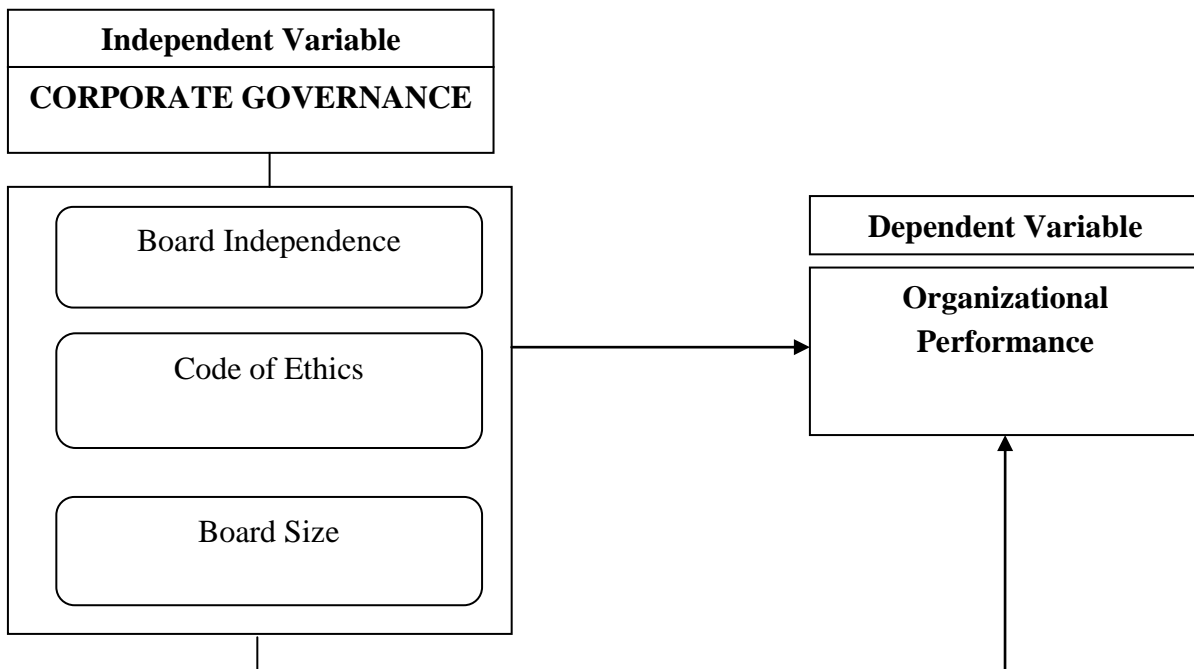 Independent Variable
CORPORATE GOVERNANCE
Board Independence
Code of Ethics
Board Size
Dependent Variable
Organizational
Performance